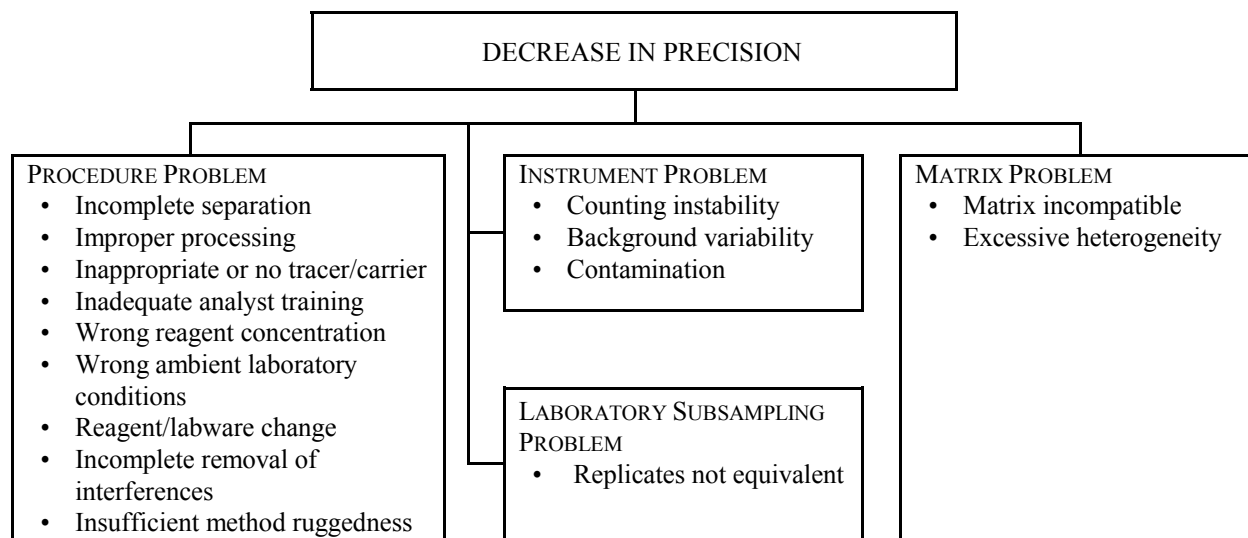 DECREASE IN PRECISION
PROCEDURE PROBLEM
• Incomplete separation
• Improper processing
• Inappropriate or no tracer/carrier
• Inadequate analyst training
• Wrong reagent concentration
• Wrong ambient laboratory
conditions
• Reagent/labware change
• Incomplete removal of
interferences
• Insufficient method ruggedness
INSTRUMENT PROBLEM
• Counting instability
• Background variability
• Contamination
LABORATORY SUBSAMPLING
PROBLEM
• Replicates not equivalent
MATRIX PROBLEM
• Matrix incompatible
• Excessive heterogeneity